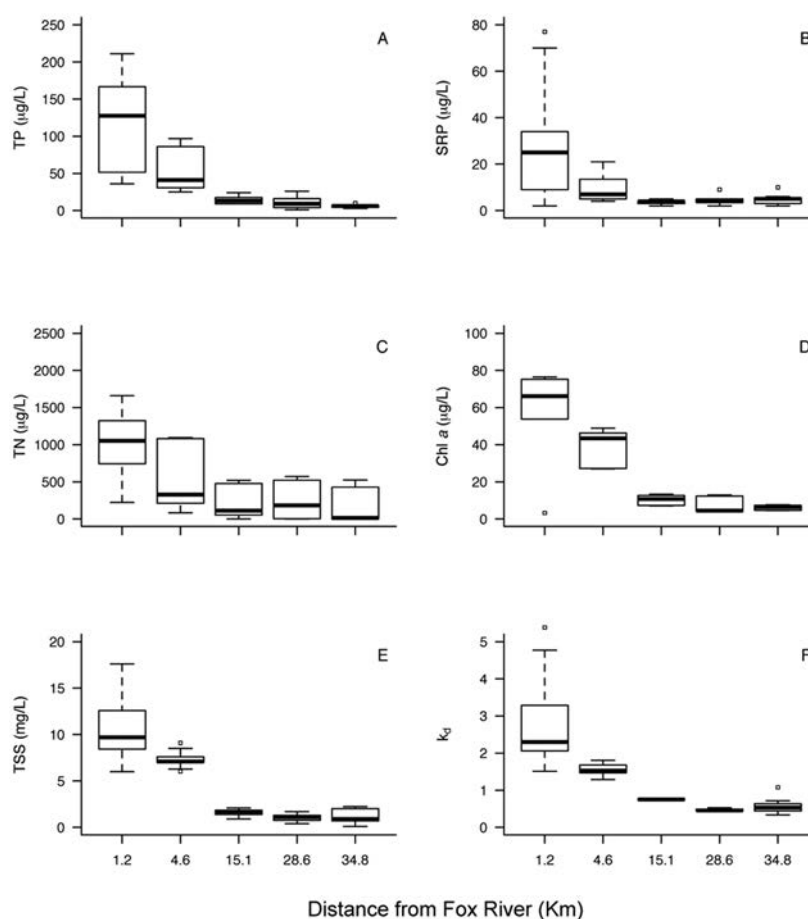 A
TP (µg/L)
250
200
150
100
50
0
B
SRP (µg/L)
80
60
40
20
0
C
TN (µg/L)
2500
2000
1500
1000
500
0
D
Chl a (µg/L)
100
80
60
40
20
0
E
TSS (mg/L)
20
15
10
5
0
1.2 4.6 15.1 28.6 34.8
F
kd
5
4
3
2
1
0
1.2 4.6 15.1 28.6 34.8
Distance from Fox River (Km)